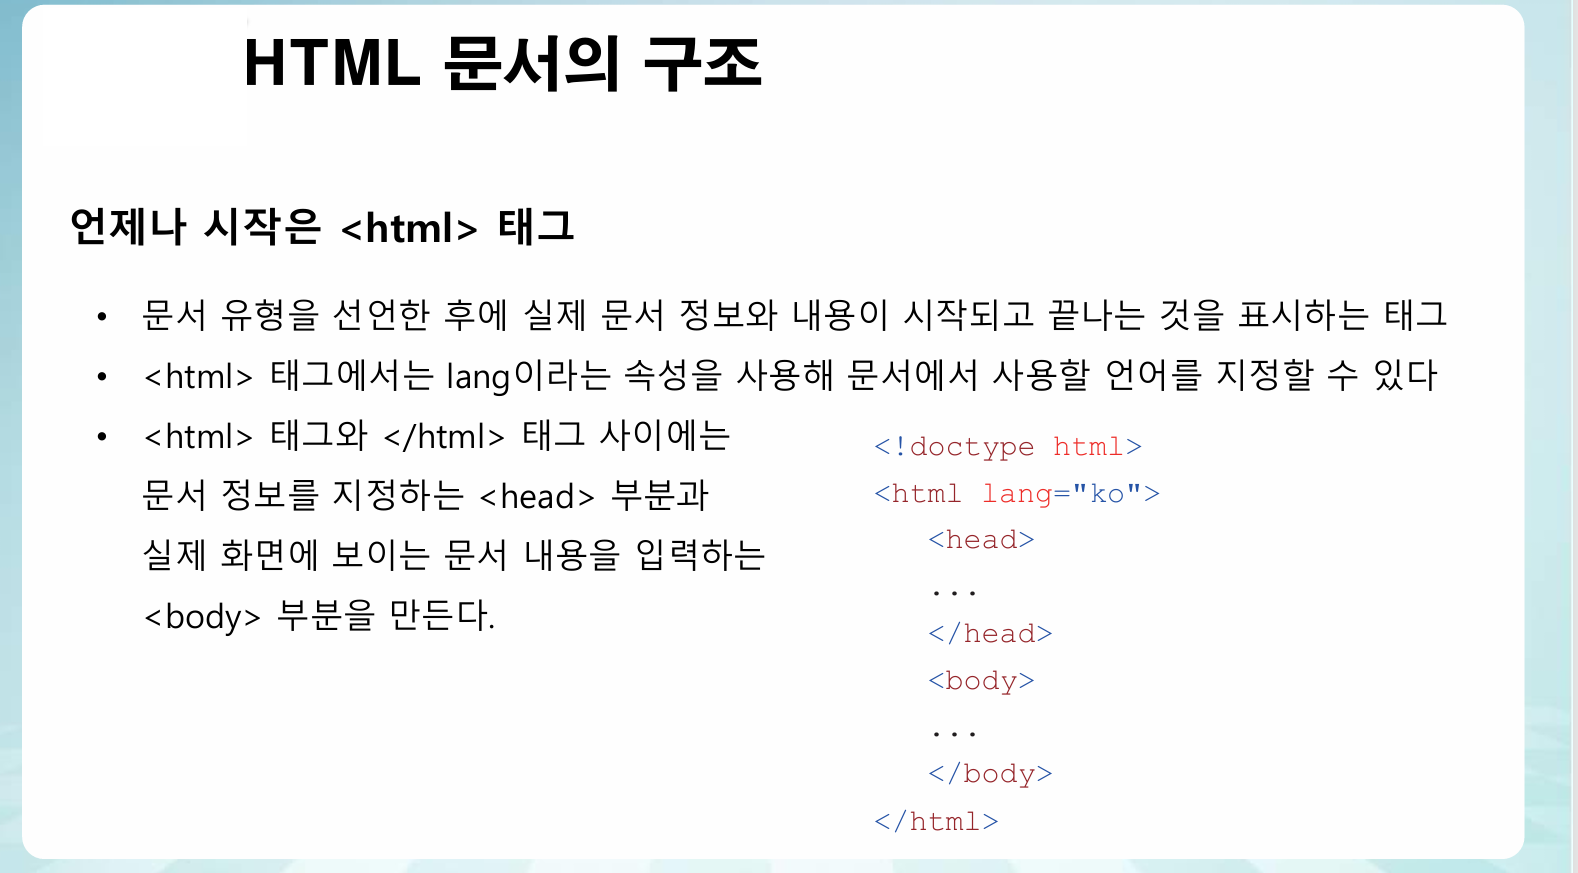 HTML 문서의 구조
언제나 시작은 <html> 태그
• 문서 유형을 선언한 후에 실제 문서 정보와 내용이 시작되고 끝나는 것을 표시하는 태그
• <html> 태그에서는 lang이라는 속성을 사용해 문서에서 사용할 언어를 지정할 수 있다
• <html> 태그와 </html> 태그 사이에는
문서 정보를 지정하는 <head> 부분과
실제 화면에 보이는 문서 내용을 입력하는
<body> 부분을 만든다.
<!doctype html>
<html lang="ko">
<head>
...
</head>
<body>
...
</body>
</html>